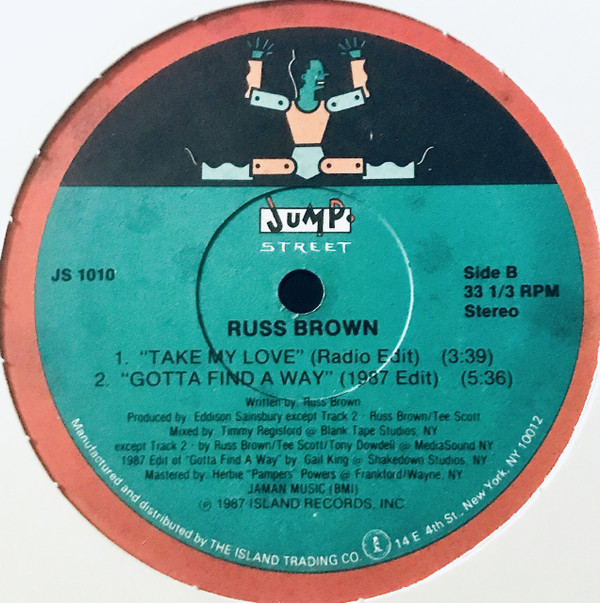 JUMP
STREET
JS 1010
Side B
33 1/3 RPM
Stereo
RUSS BROWN
1. "TAKE MY LOVE" (Radio Edit) (3:39)
2. "GOTTA FIND A WAY" (1987 Edit) (5:36)
Written by: Russ Brown
Produced by: Eddison Sainsbury except Track 2 - Russ Brown/Tee Scott
Mixed by: Timmy Regisford @ Blank Tape Studios, NY
except Track 2 - by Russ Brown/Tee Scott/Tony Dowdell @ MediaSound NY
1987 Edit of "Gotta Find A Way" by: Gail King @ Shakedown Studios, NY
Mastered by: Herbie "Pampers" Powers @ Frankford/Wayne, NY
JAMAN MUSIC (BMI)
℗ 1987 ISLAND RECORDS, INC.
Manufactured and distributed by THE ISLAND TRADING CO. i 14 E. 4th St., New York, NY 10012